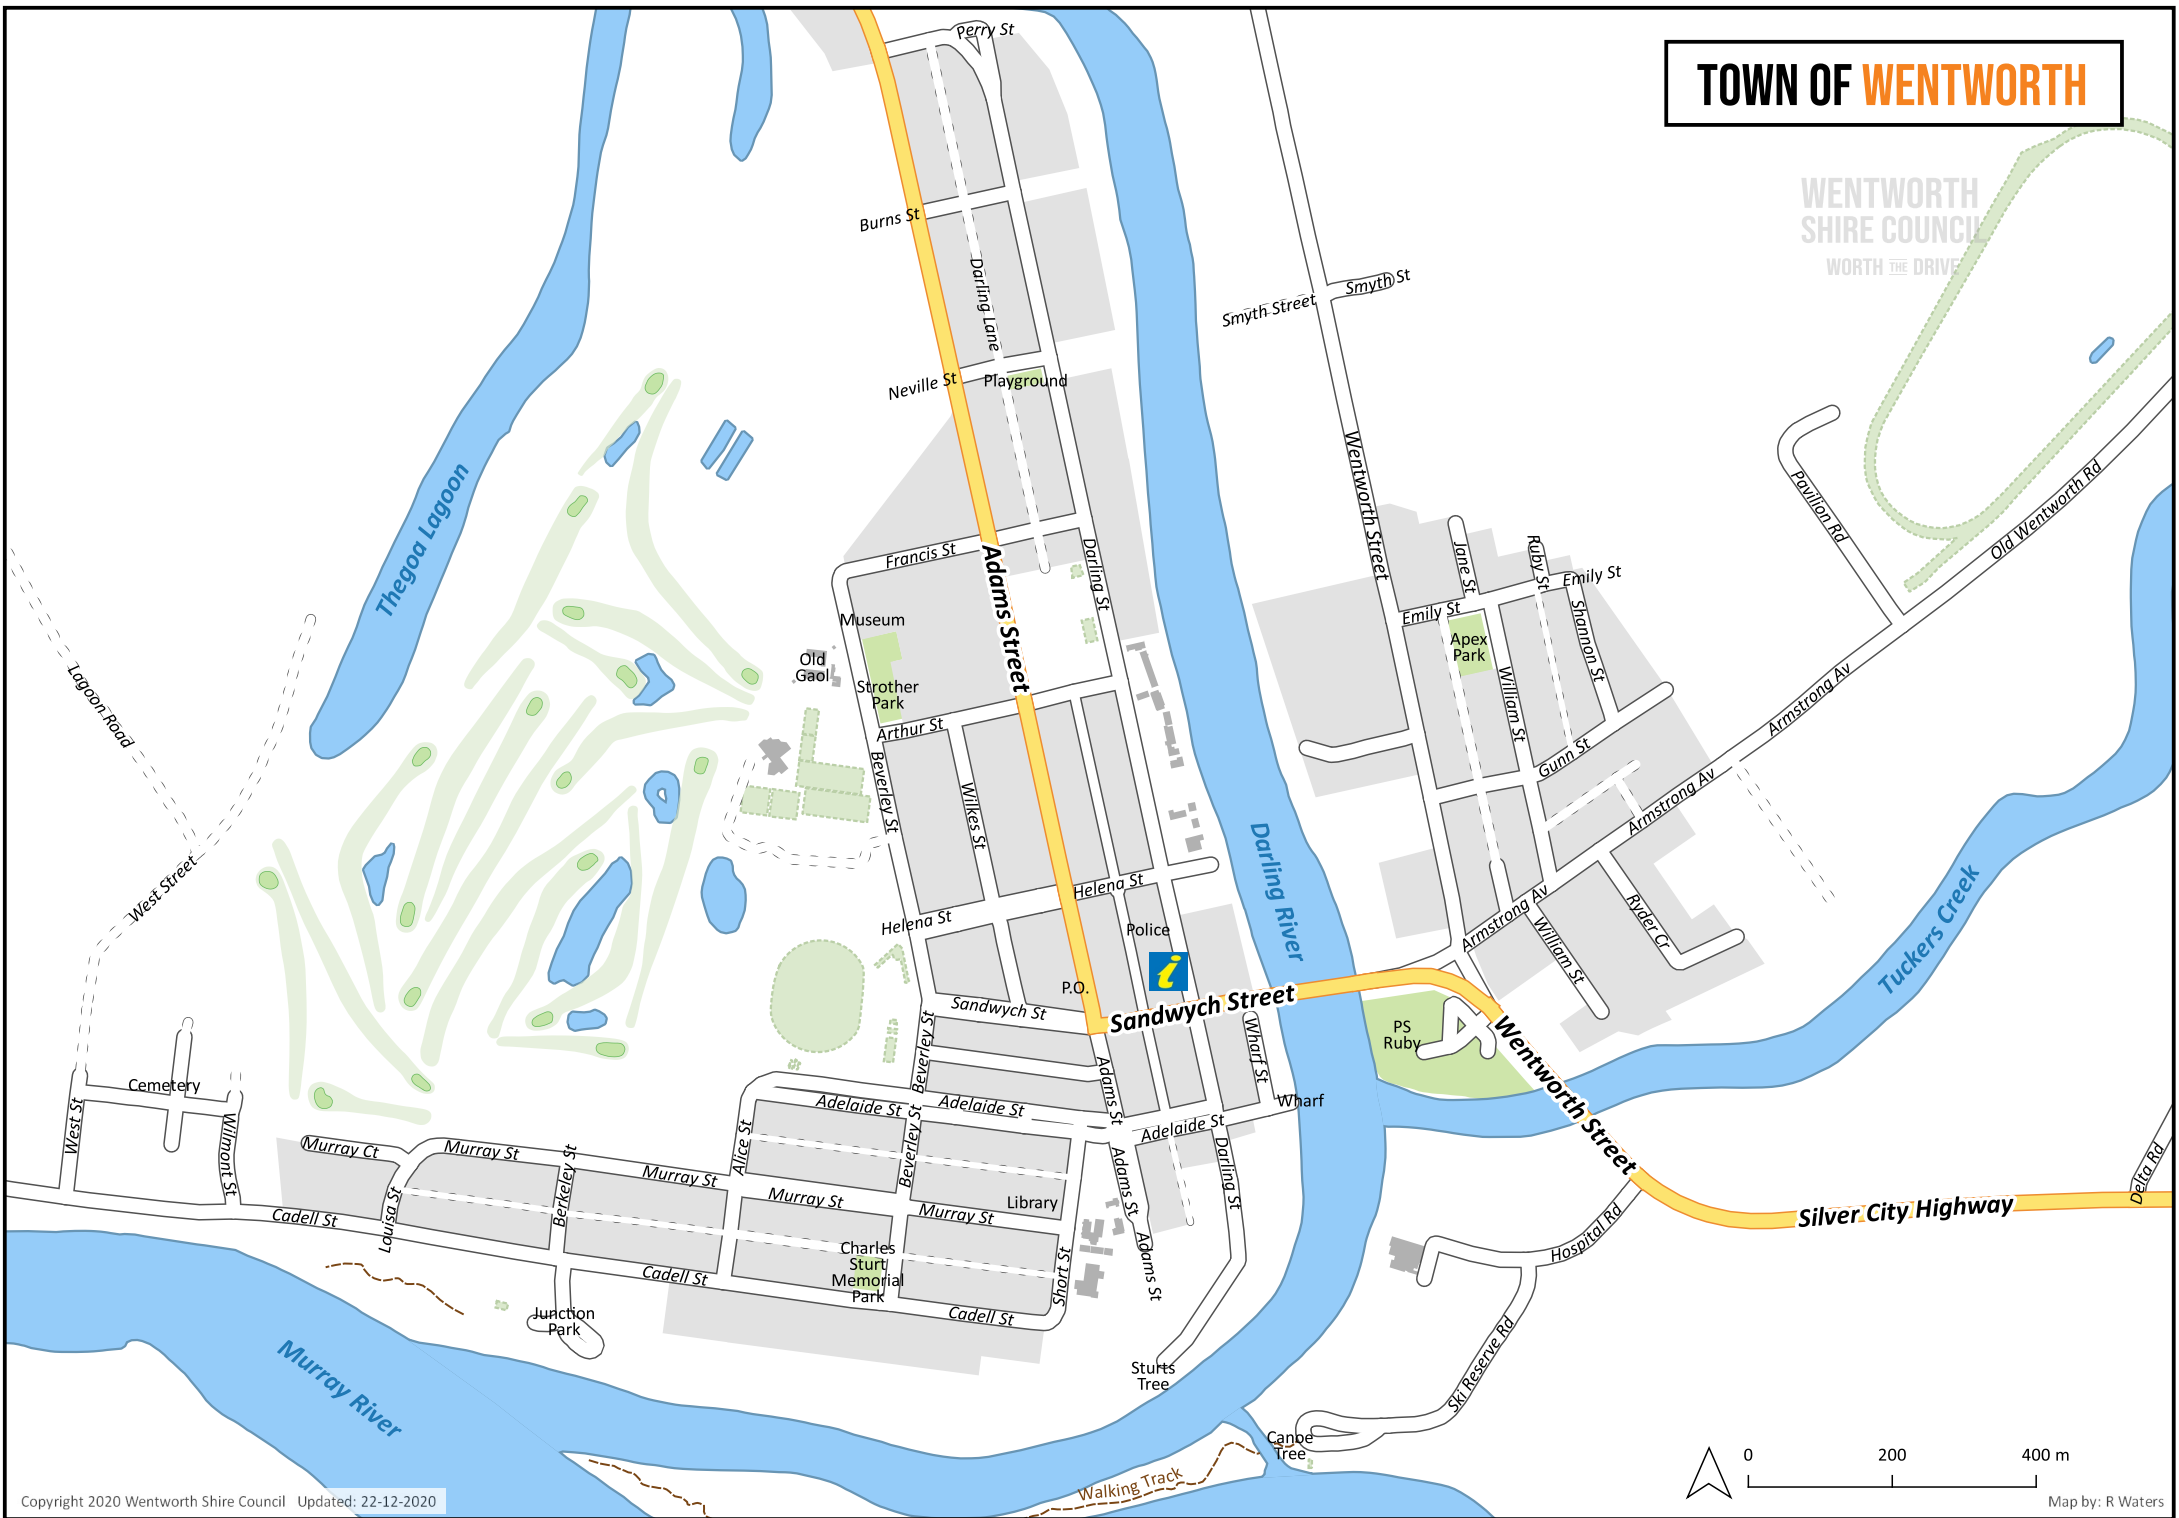 Perry St
TOWN OF WENTWORTH
WENTWORTH
SHIRE COUNCIL
WORTH THE DRIVE
Burns St
Darling Lane
Smyth Street
Smyth St
Neville St
Playground
Thegoa Lagoon
Wentworth Street
Pavilion Rd
Old Wentworth Rd
Francis St
Adams Street
Darling St
Jane St
Ruby St
Emily St
Emily St
Shannon St
Museum
Old
Gaol
Apex
Park
Strother
Park
Lagoon Road
William St
Armstrong Av
Arthur St
Gunn St
Beverley St
Wilkes St
Armstrong Av
Darling River
West Street
Helena St
Helena St
Armstrong Av
Ryder Cr
William St
Tuckers Creek
Police
i
P.O.
Sandwych St
Sandwych Street
PS
Ruby
Wentworth Street
Wharf St
Beverley St
Adams St
Cemetery
Wharf
West St
Wilmont St
Adelaide St
Adelaide St
Adelaide St
Murray Ct
Murray St
Berkeley St
Alice St
Beverley St
Murray St
Murray St
Murray St
Library
Adams St
Darling St
Delta Rd
Silver City Highway
Cadell St
Louisa St
Hospital Rd
Charles
Sturt
Memorial
Park
Adams St
Short St
Cadell St
Cadell St
Junction
Park
Murray River
Sturts
Tree
Ski Reserve Rd
Canoe
Tree
Walking Track
0 200 400 m
Copyright 2020 Wentworth Shire Council Updated: 22-12-2020
Map by: R Waters